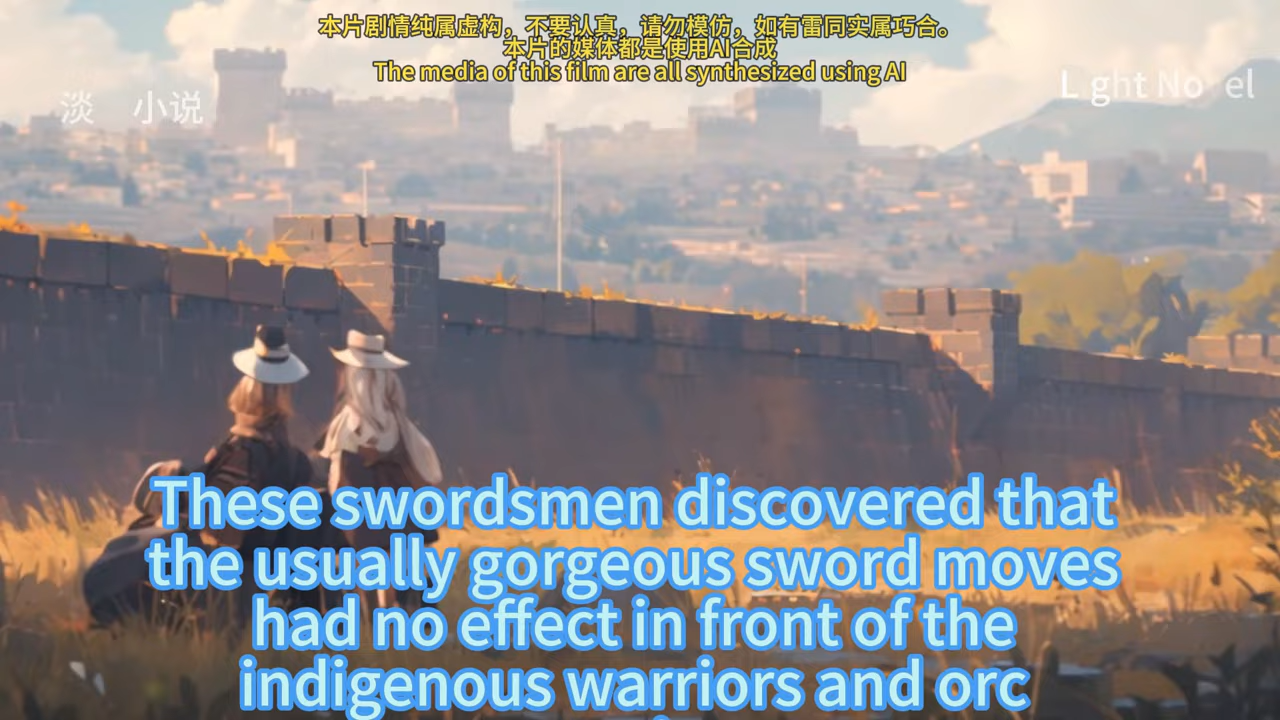 本片剧情纯属虚构，不要认真，请勿模仿，如有雷同实属巧合。
本片的媒体都是使用AI合成
The media of this film are all synthesized using AI
淡 小说
L ght No el
These swordsmen discovered that
the usually gorgeous sword moves
had no effect in front of the
indigenous warriors and orc